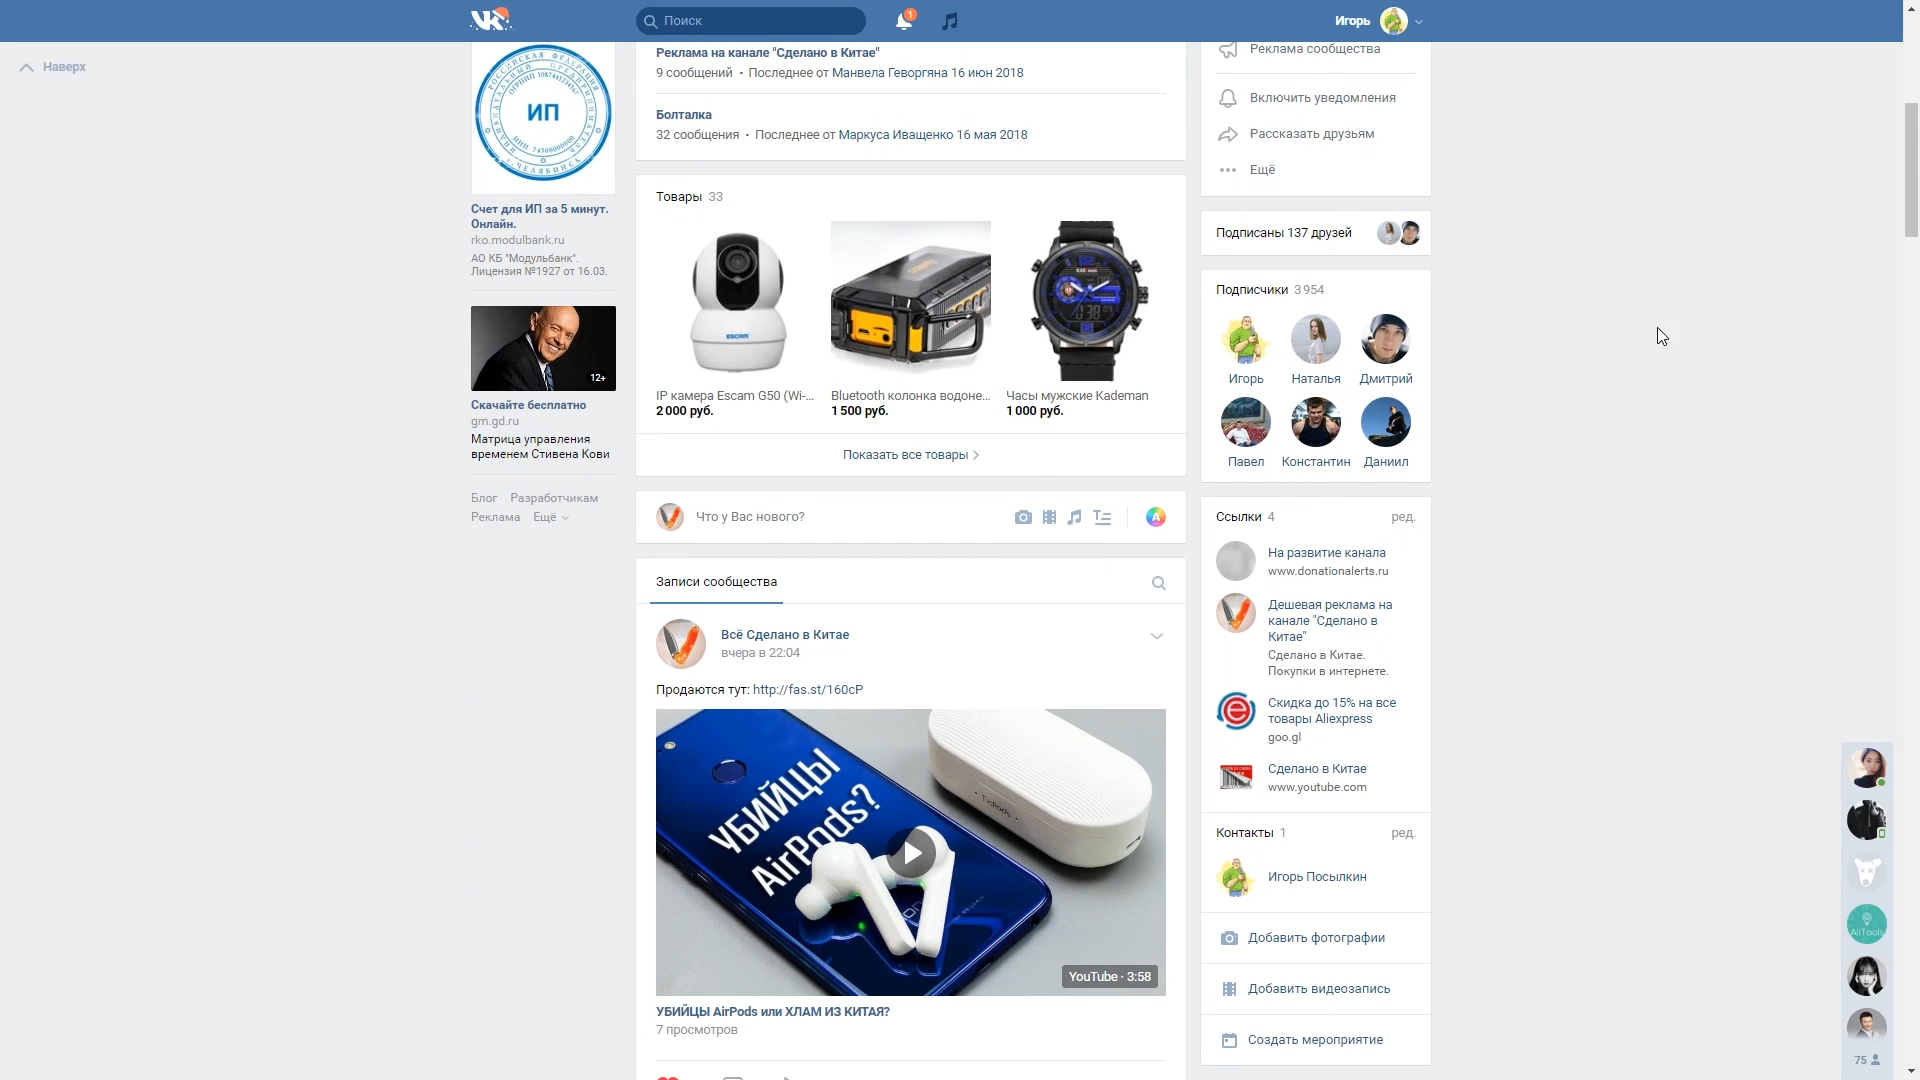 Поиск
1
Игорь
Наверх
РОССИЙСКАЯ ФЕДЕРАЦИЯ
ИНДИВИДУАЛЬНЫЙ ПРЕДПРИНИМАТЕЛЬ
ИП
г. ЧЕЛЯБИНСК
Счет для ИП за 5 минут.
Онлайн.
rko.modulbank.ru
АО КБ "Модульбанк".
Лицензия №1927 от 16.03.
12+
Скачайте бесплатно
gm.gd.ru
Матрица управления
временем Стивена Кови
Блог Разработчикам
Реклама Ещё
Реклама на канале "Сделано в Китае"
9 сообщений · Последнее от Манвела Геворгяна 16 июн 2018
Болталка
32 сообщения · Последнее от Маркуса Иващенко 16 мая 2018
Товары 33
ESCAM
IP камера Escam G50 (Wi-...
2 000 руб.
Bluetooth колонка водоне...
1 500 руб.
Часы мужские Kademan
1 000 руб.
Показать все товары
Что у Вас нового?
A
Записи сообщества
Всё Сделано в Китае
вчера в 22:04
Продаются тут: http://fas.st/160cP
УБИЙЦЫ
AirPods?
TicPods
YouTube · 3:58
УБИЙЦЫ AirPods или ХЛАМ ИЗ КИТАЯ?
7 просмотров
Реклама сообщества
Включить уведомления
Рассказать друзьям
Ещё
Подписаны 137 друзей
Подписчики 3 954
Игорь
Наталья
Дмитрий
Павел
Константин
Даниил
Ссылки 4
ред.
На развитие канала
www.donationalerts.ru
Дешевая реклама на
канале "Сделано в
Китае"
Сделано в Китае.
Покупки в интернете.
Скидка до 15% на все
товары Aliexpress
goo.gl
Сделано в Китае
www.youtube.com
Контакты 1
ред.
Игорь Посылкин
Добавить фотографии
Добавить видеозапись
Создать мероприятие
AliTools
75